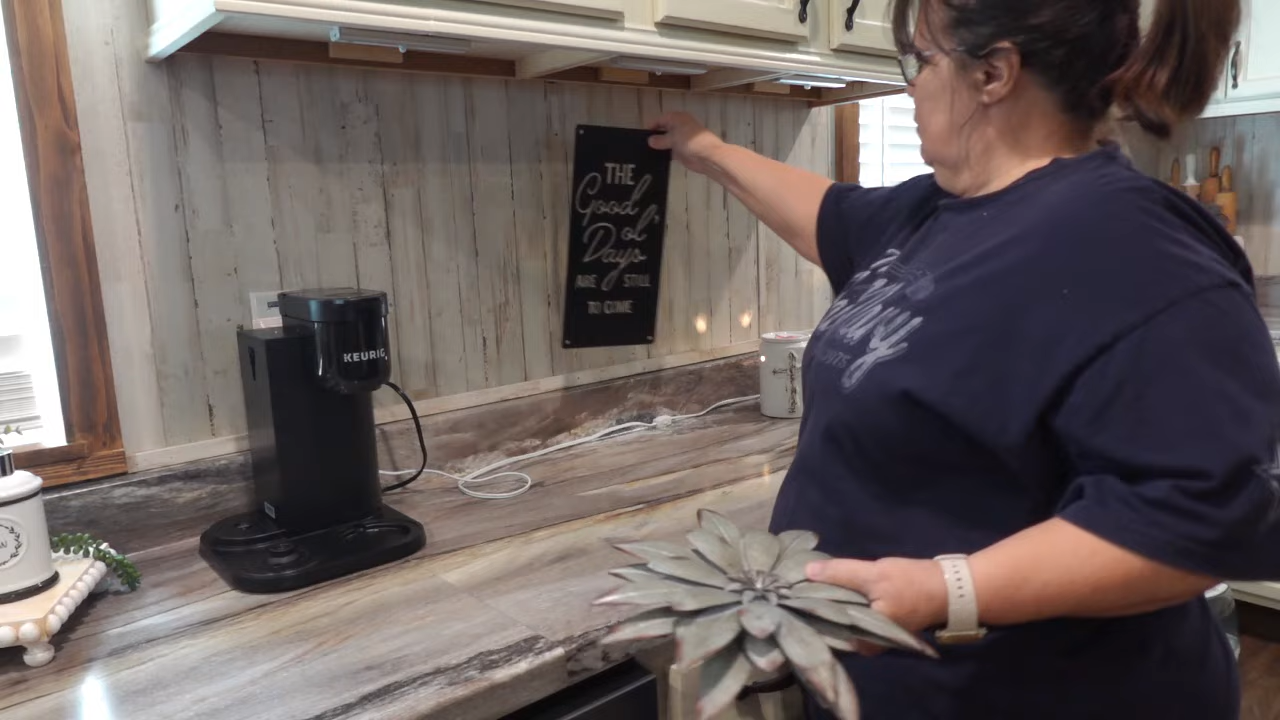 THE
Good
ol'
Days
ARE STILL
TO COME
KEURIG